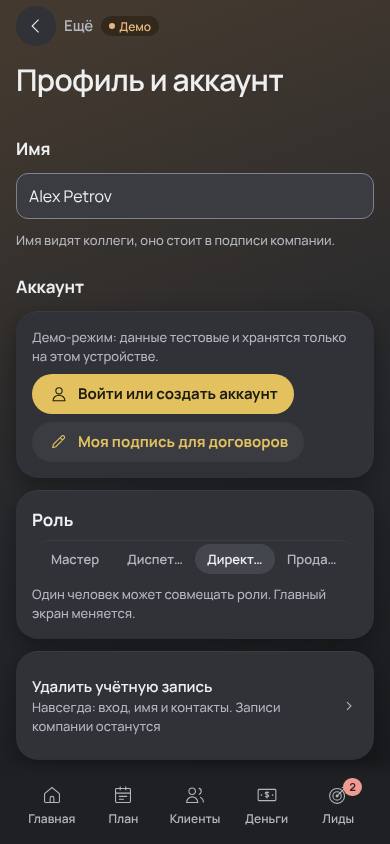 Ещё
Демо
Профиль и аккаунт
Имя
Alex Petrov
Имя видят коллеги, оно стоит в подписи компании.
Аккаунт
Демо-режим: данные тестовые и хранятся только
на этом устройстве.
Войти или создать аккаунт
Моя подпись для договоров
Роль
Мастер Диспет… Директ… Прода…
Один человек может совмещать роли. Главный
экран меняется.
Удалить учётную запись
Навсегда: вход, имя и контакты. Записи
компании останутся
2
Главная План Клиенты Деньги Лиды